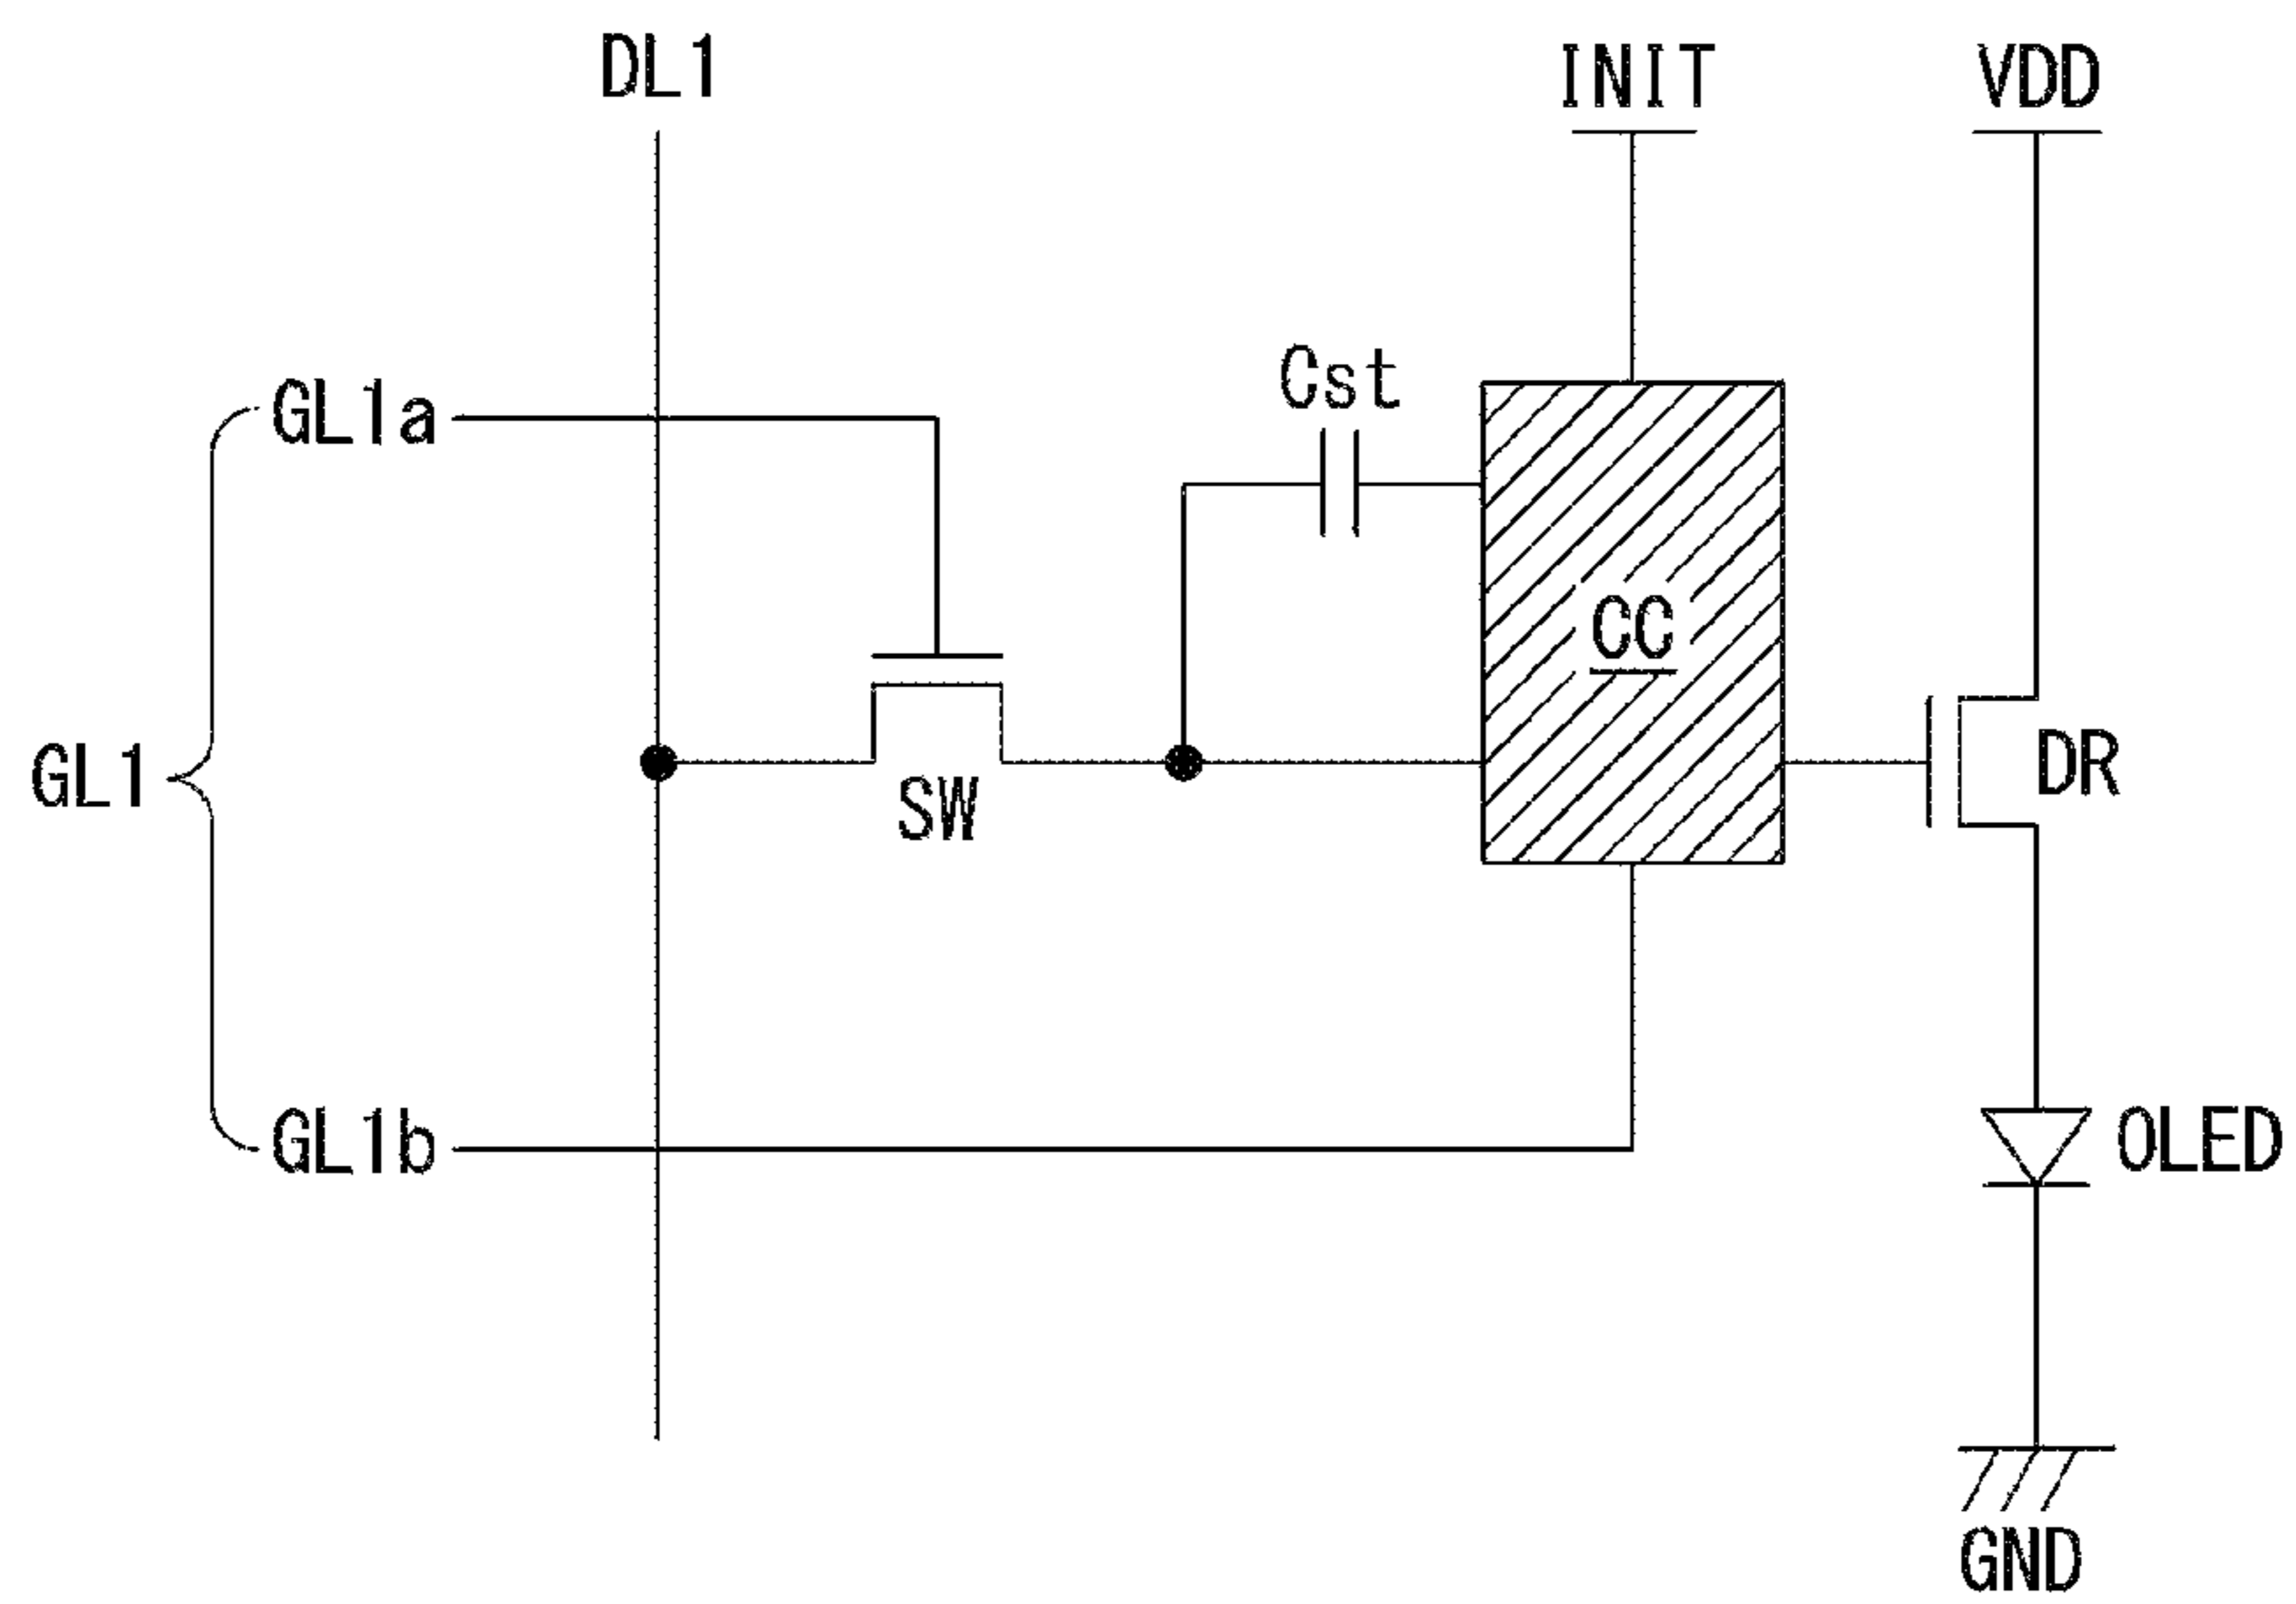 DL1
INIT
VDD
Cst
GL1a
CC
GL1
DR
SW
GL1b
OLED
GND